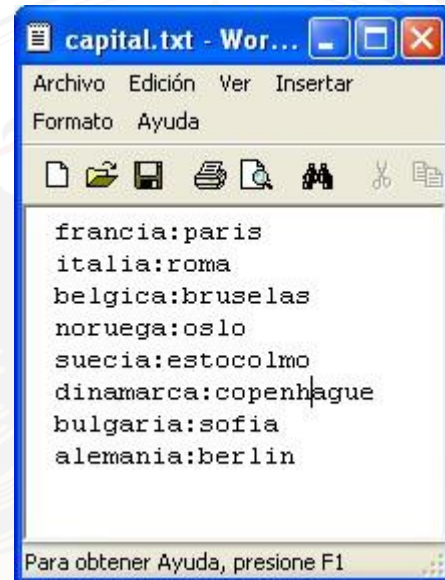 capital.txt - Wor...
Archivo Edición Ver Insertar
Formato Ayuda
francia:paris
italia:roma
belgica:bruselas
noruega:oslo
suecia:estocolmo
dinamarca:copenhague
bulgaria:sofia
alemania:berlin
Para obtener Ayuda, presione F1